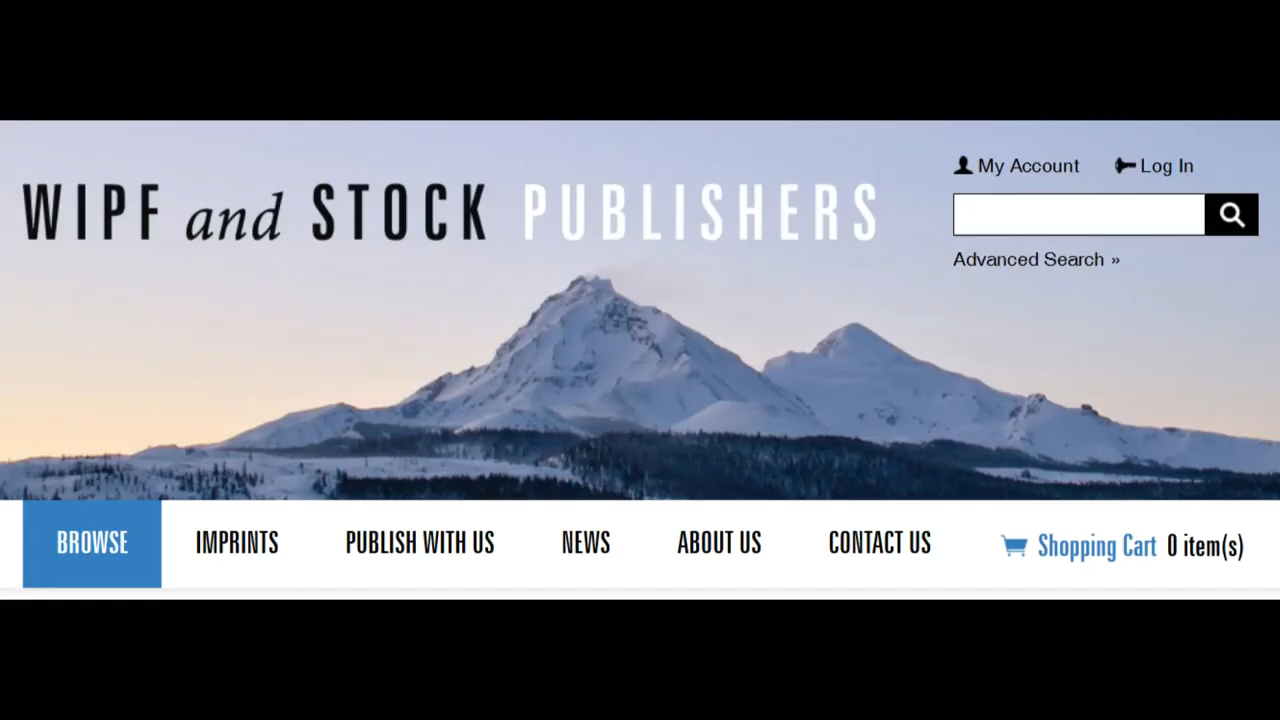 WIPF and STOCK PUBLISHERS
My Account Log In
Advanced Search »
BROWSE IMPRINTS PUBLISH WITH US NEWS ABOUT US CONTACT US Shopping Cart 0 item(s)